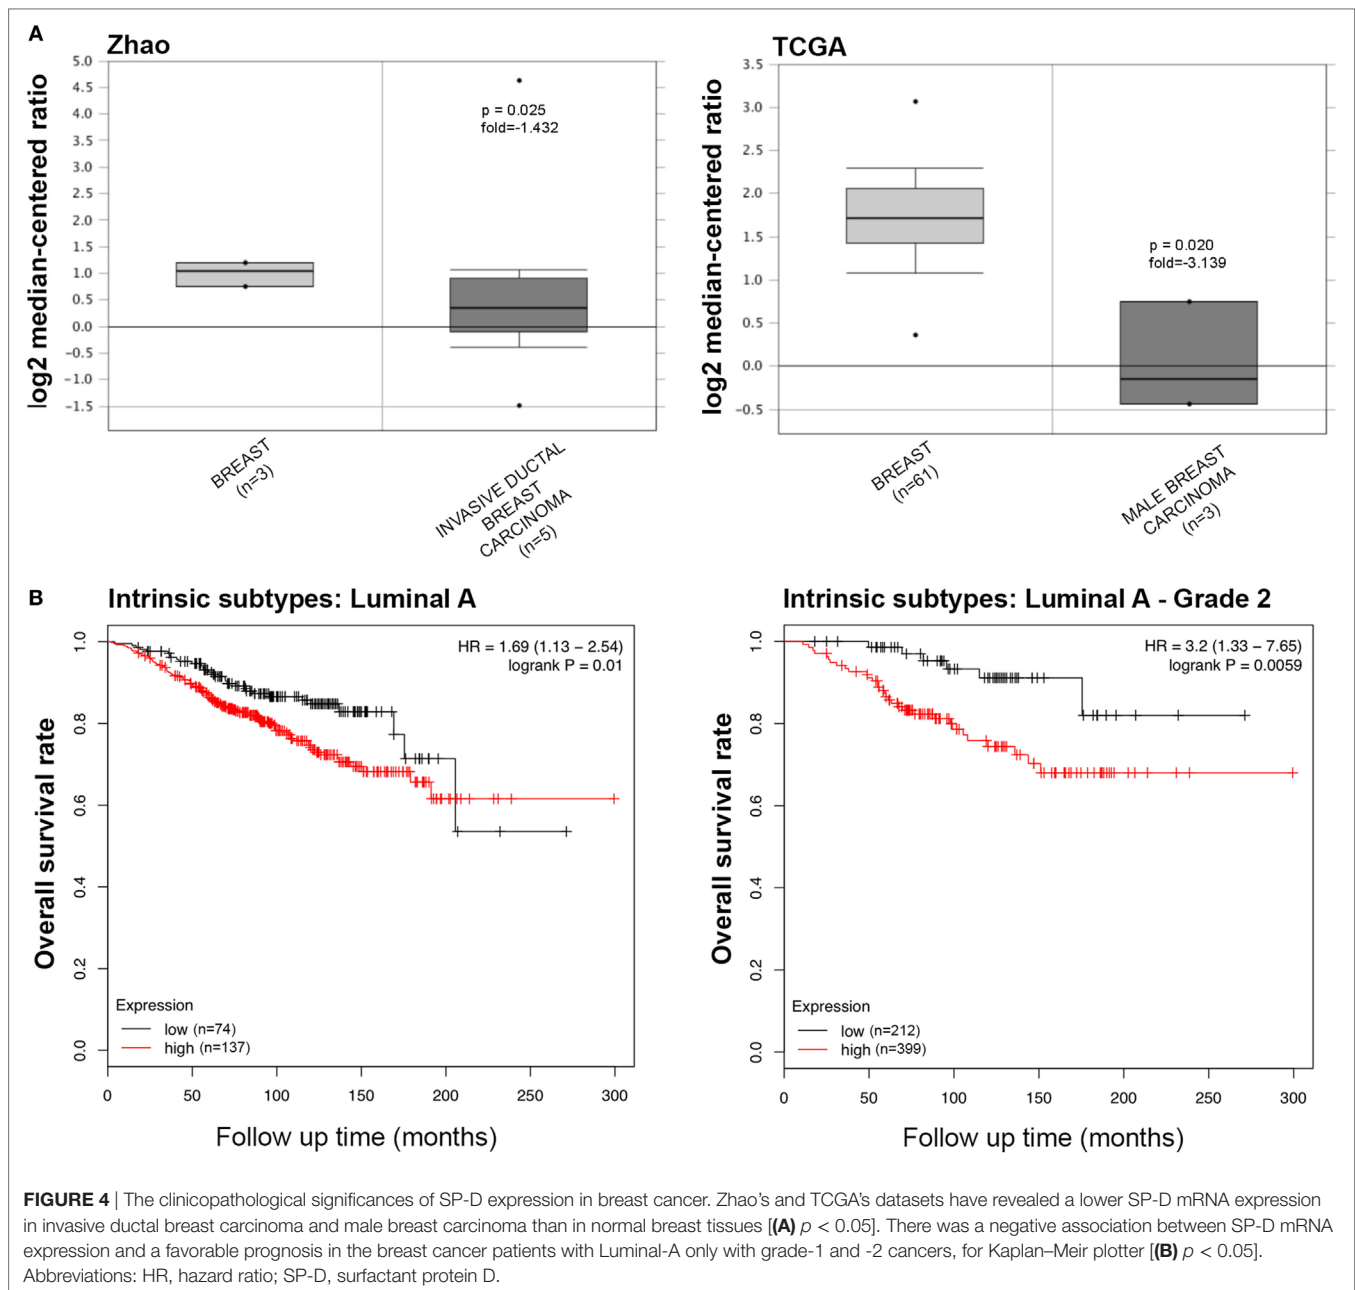 A
Zhao
log2 median-centered ratio
5.0
4.5
4.0
3.5
3.0
2.5
2.0
1.5
1.0
0.5
0.0
−0.5
−1.0
−1.5
p = 0.025
fold=-1.432
BREAST
(n=3)
INVASIVE DUCTAL
BREAST
CARCINOMA
(n=5)
TCGA
log2 median-centered ratio
3.5
3.0
2.5
2.0
1.5
1.0
0.5
0.0
−0.5
p = 0.020
fold=-3.139
BREAST
(n=61)
MALE BREAST
CARCINOMA
(n=3)
B
Intrinsic subtypes: Luminal A
Overall survival rate
1.0
0.8
0.6
0.4
0.2
0.0
HR = 1.69 (1.13 − 2.54)
logrank P = 0.01
Expression
low (n=74)
high (n=137)
0 50 100 150 200 250 300
Follow up time (months)
Intrinsic subtypes: Luminal A - Grade 2
Overall survival rate
1.0
0.8
0.6
0.4
0.2
0.0
HR = 3.2 (1.33 − 7.65)
logrank P = 0.0059
Expression
low (n=212)
high (n=399)
0 50 100 150 200 250 300
Follow up time (months)
FIGURE 4 | The clinicopathological significances of SP-D expression in breast cancer. Zhao’s and TCGA’s datasets have revealed a lower SP-D mRNA expression
in invasive ductal breast carcinoma and male breast carcinoma than in normal breast tissues [(A) p < 0.05]. There was a negative association between SP-D mRNA
expression and a favorable prognosis in the breast cancer patients with Luminal-A only with grade-1 and -2 cancers, for Kaplan–Meir plotter [(B) p < 0.05].
Abbreviations: HR, hazard ratio; SP-D, surfactant protein D.